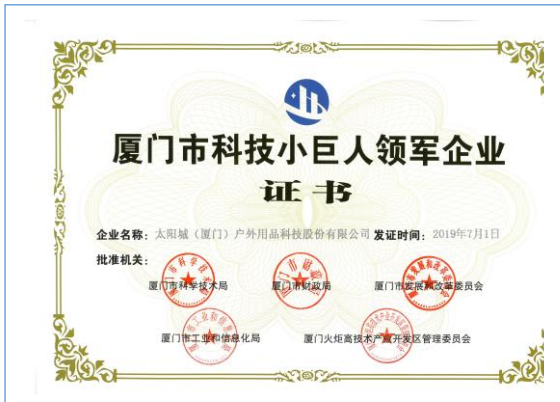 厦门市科技小巨人领军企业
证书
企业名称：太阳城（厦门）户外用品科技股份有限公司 发证时间：2019年7月1日
批准机关：
厦门市科学技术局 厦门市财政局 厦门市发展和改革委员会
厦门市工业和信息化局 厦门火炬高技术产业开发区管理委员会